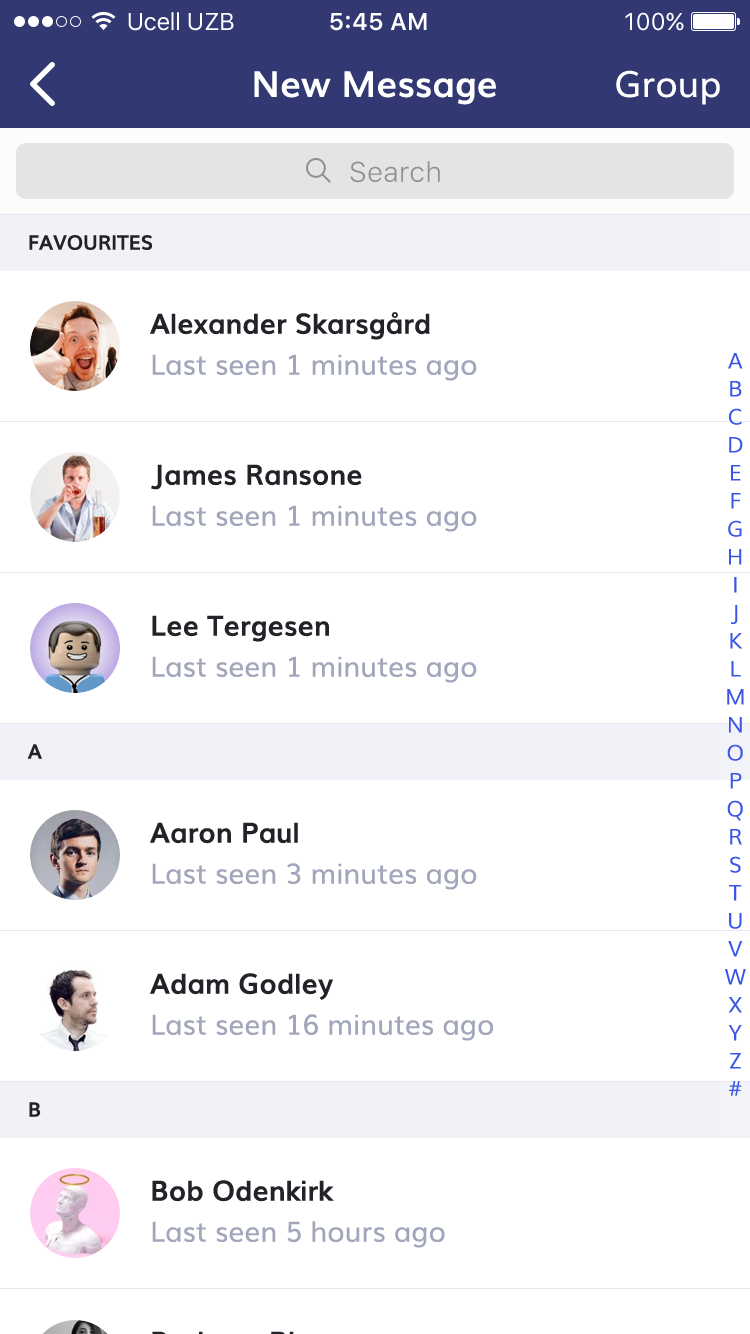 Ucell UZB 5:45 AM 100%
New Message Group
Search
FAVOURITES
Alexander Skarsgård
Last seen 1 minutes ago
James Ransone
Last seen 1 minutes ago
Lee Tergesen
Last seen 1 minutes ago
A
Aaron Paul
Last seen 3 minutes ago
Adam Godley
Last seen 16 minutes ago
B
Bob Odenkirk
Last seen 5 hours ago
A
B
C
D
E
F
G
H
I
J
K
L
M
N
O
P
Q
R
S
T
U
V
W
X
Y
Z
#